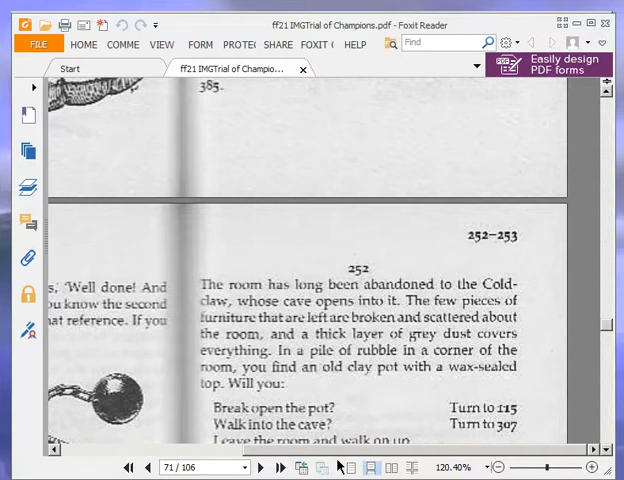 ff21 IMGTrial of Champions.pdf - Foxit Reader
FILE HOME COMME VIEW FORM PROTE SHARE FOXIT C HELP Find
Start ff21 IMGTrial of Champio... Easily design
PDF forms
385.
252–253
252
s, 'Well done! And
ou know the second
hat reference. If you
The room has long been abandoned to the Cold-
claw, whose cave opens into it. The few pieces of
furniture that are left are broken and scattered about
the room, and a thick layer of grey dust covers
everything. In a pile of rubble in a corner of the
room, you find an old clay pot with a wax-sealed
top. Will you:
Break open the pot? Turn to 115
Walk into the cave? Turn to 307
Leave the room and walk on up
71 / 106 120.40%